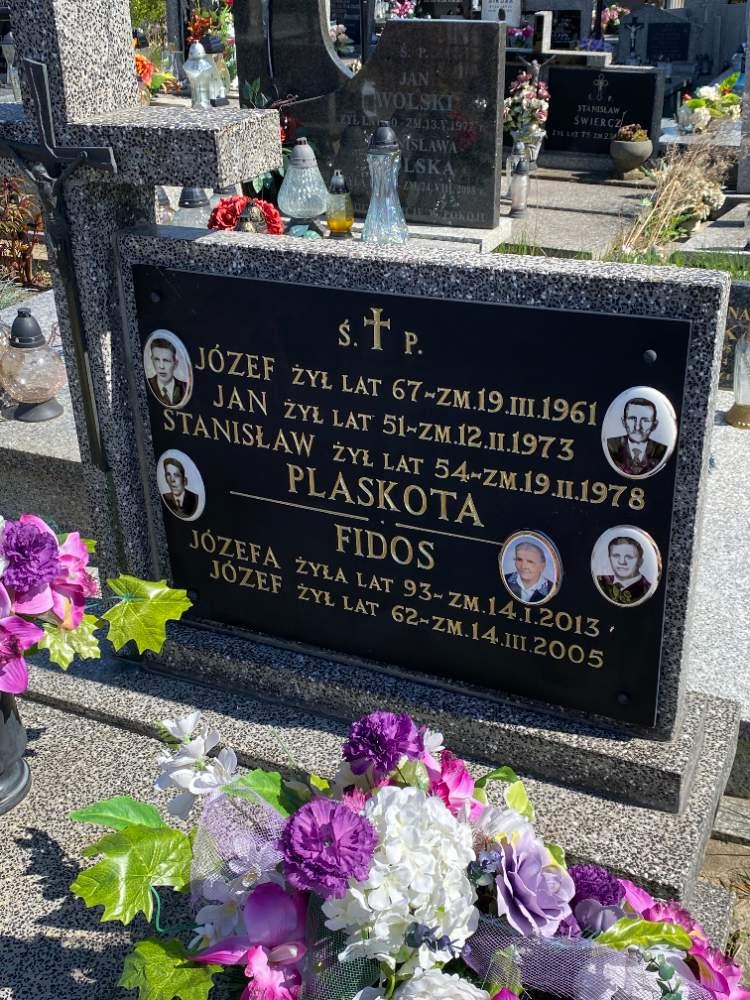 Ś. P.
JAN
WOLSKI
ŚWIERCZ
Ś. P.
STANISŁAW
Ś. P.
JÓZEF ŻYŁ LAT 67-ZM.19.III.1961
JAN ŻYŁ LAT 51-ZM.12.II.1973
STANISŁAW ŻYŁ LAT 54-ZM.19.II.1978
PLASKOTA
FIDOS
JÓZEFA ŻYŁA LAT 93-ZM.14.I.2013
JÓZEF ŻYŁ LAT 62-ZM.14.III.2005